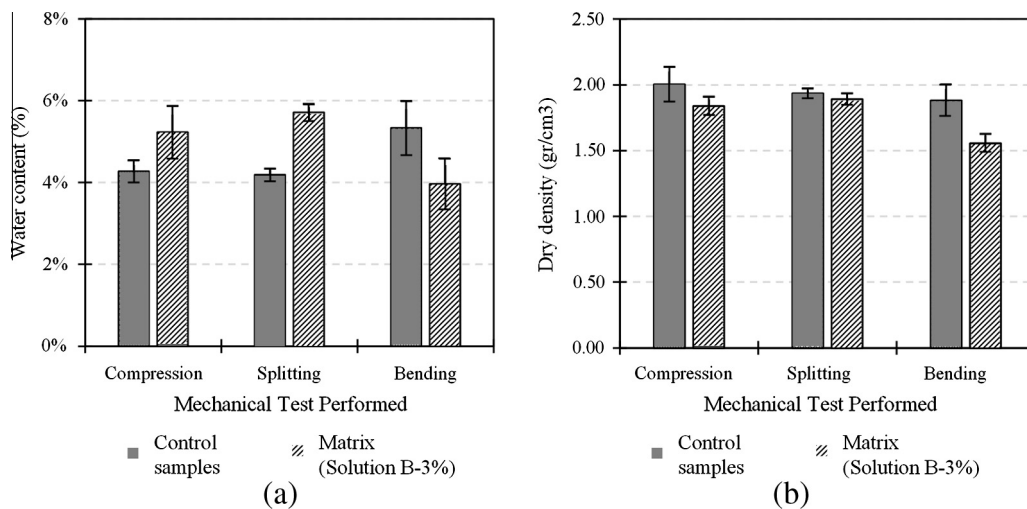 8%
6%
4%
2%
0%
Water content (%)
Compression
Splitting
Bending
Mechanical Test Performed
Control
samples
Matrix
(Solution B-3%)
(a)
2.50
2.00
1.50
1.00
0.50
0.00
Dry density (gr/cm3)
Compression
Splitting
Bending
Mechanical Test Performed
Control
samples
Matrix
(Solution B-3%)
(b)